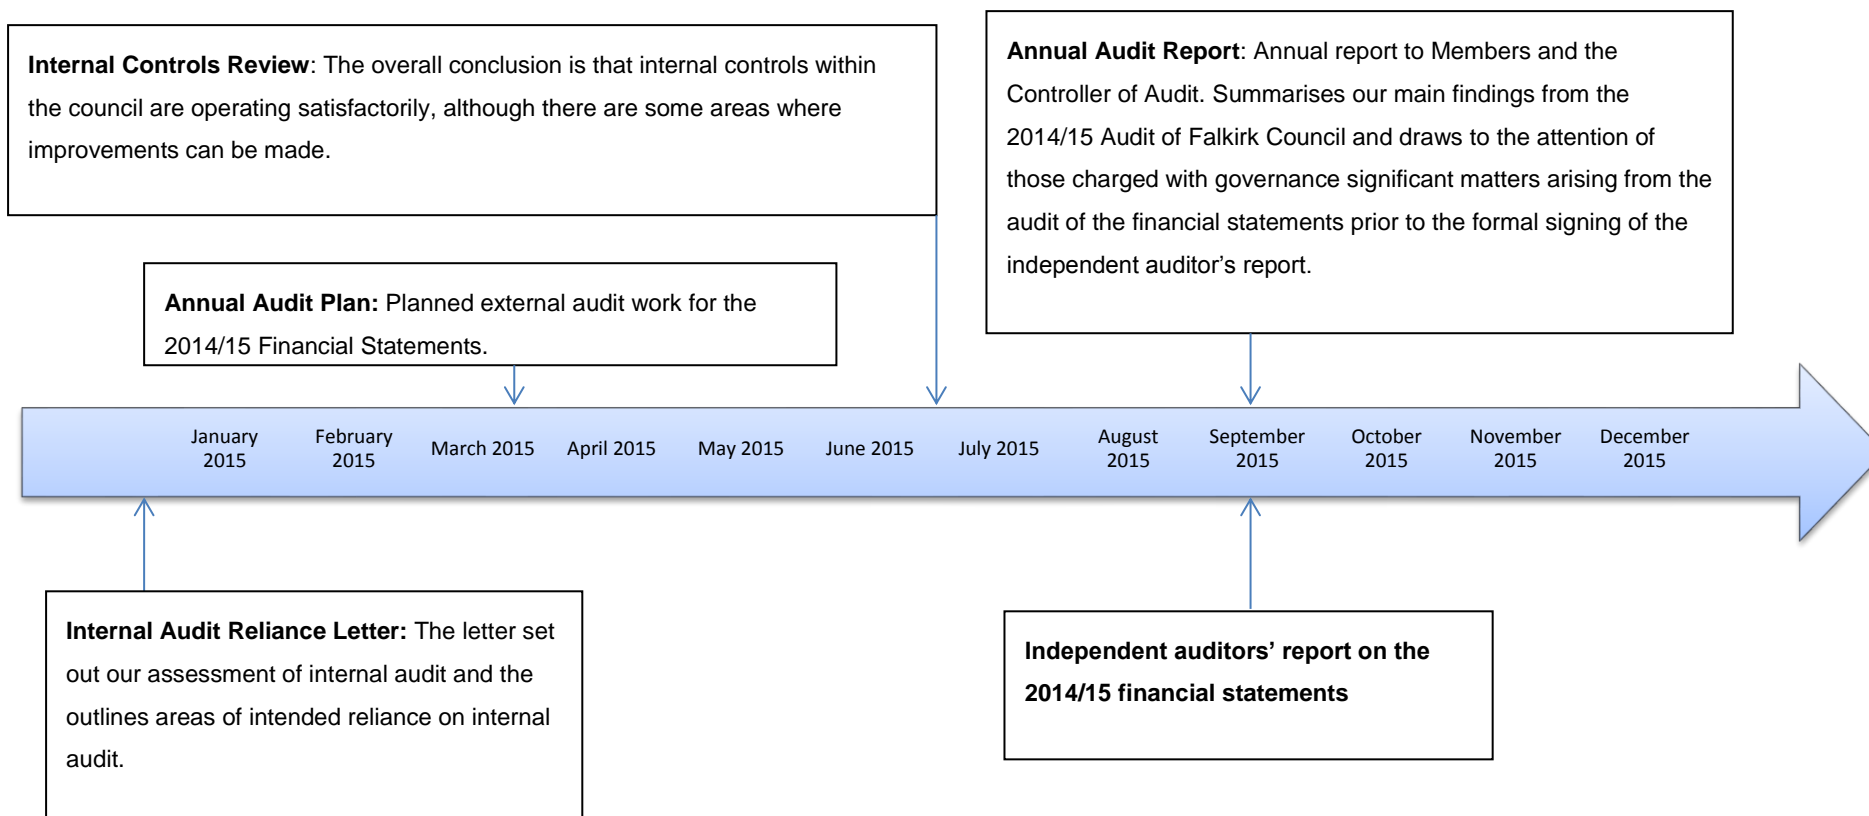 Internal Controls Review: The overall conclusion is that internal controls within
the council are operating satisfactorily, although there are some areas where
improvements can be made.
Annual Audit Report: Annual report to Members and the
Controller of Audit. Summarises our main findings from the
2014/15 Audit of Falkirk Council and draws to the attention of
those charged with governance significant matters arising from the
audit of the financial statements prior to the formal signing of the
independent auditor’s report.
Annual Audit Plan: Planned external audit work for the
2014/15 Financial Statements.
January
2015
February
2015
March 2015
April 2015
May 2015
June 2015
July 2015
August
2015
September
2015
October
2015
November
2015
December
2015
Internal Audit Reliance Letter: The letter set
out our assessment of internal audit and the
outlines areas of intended reliance on internal
audit.
Independent auditors’ report on the
2014/15 financial statements